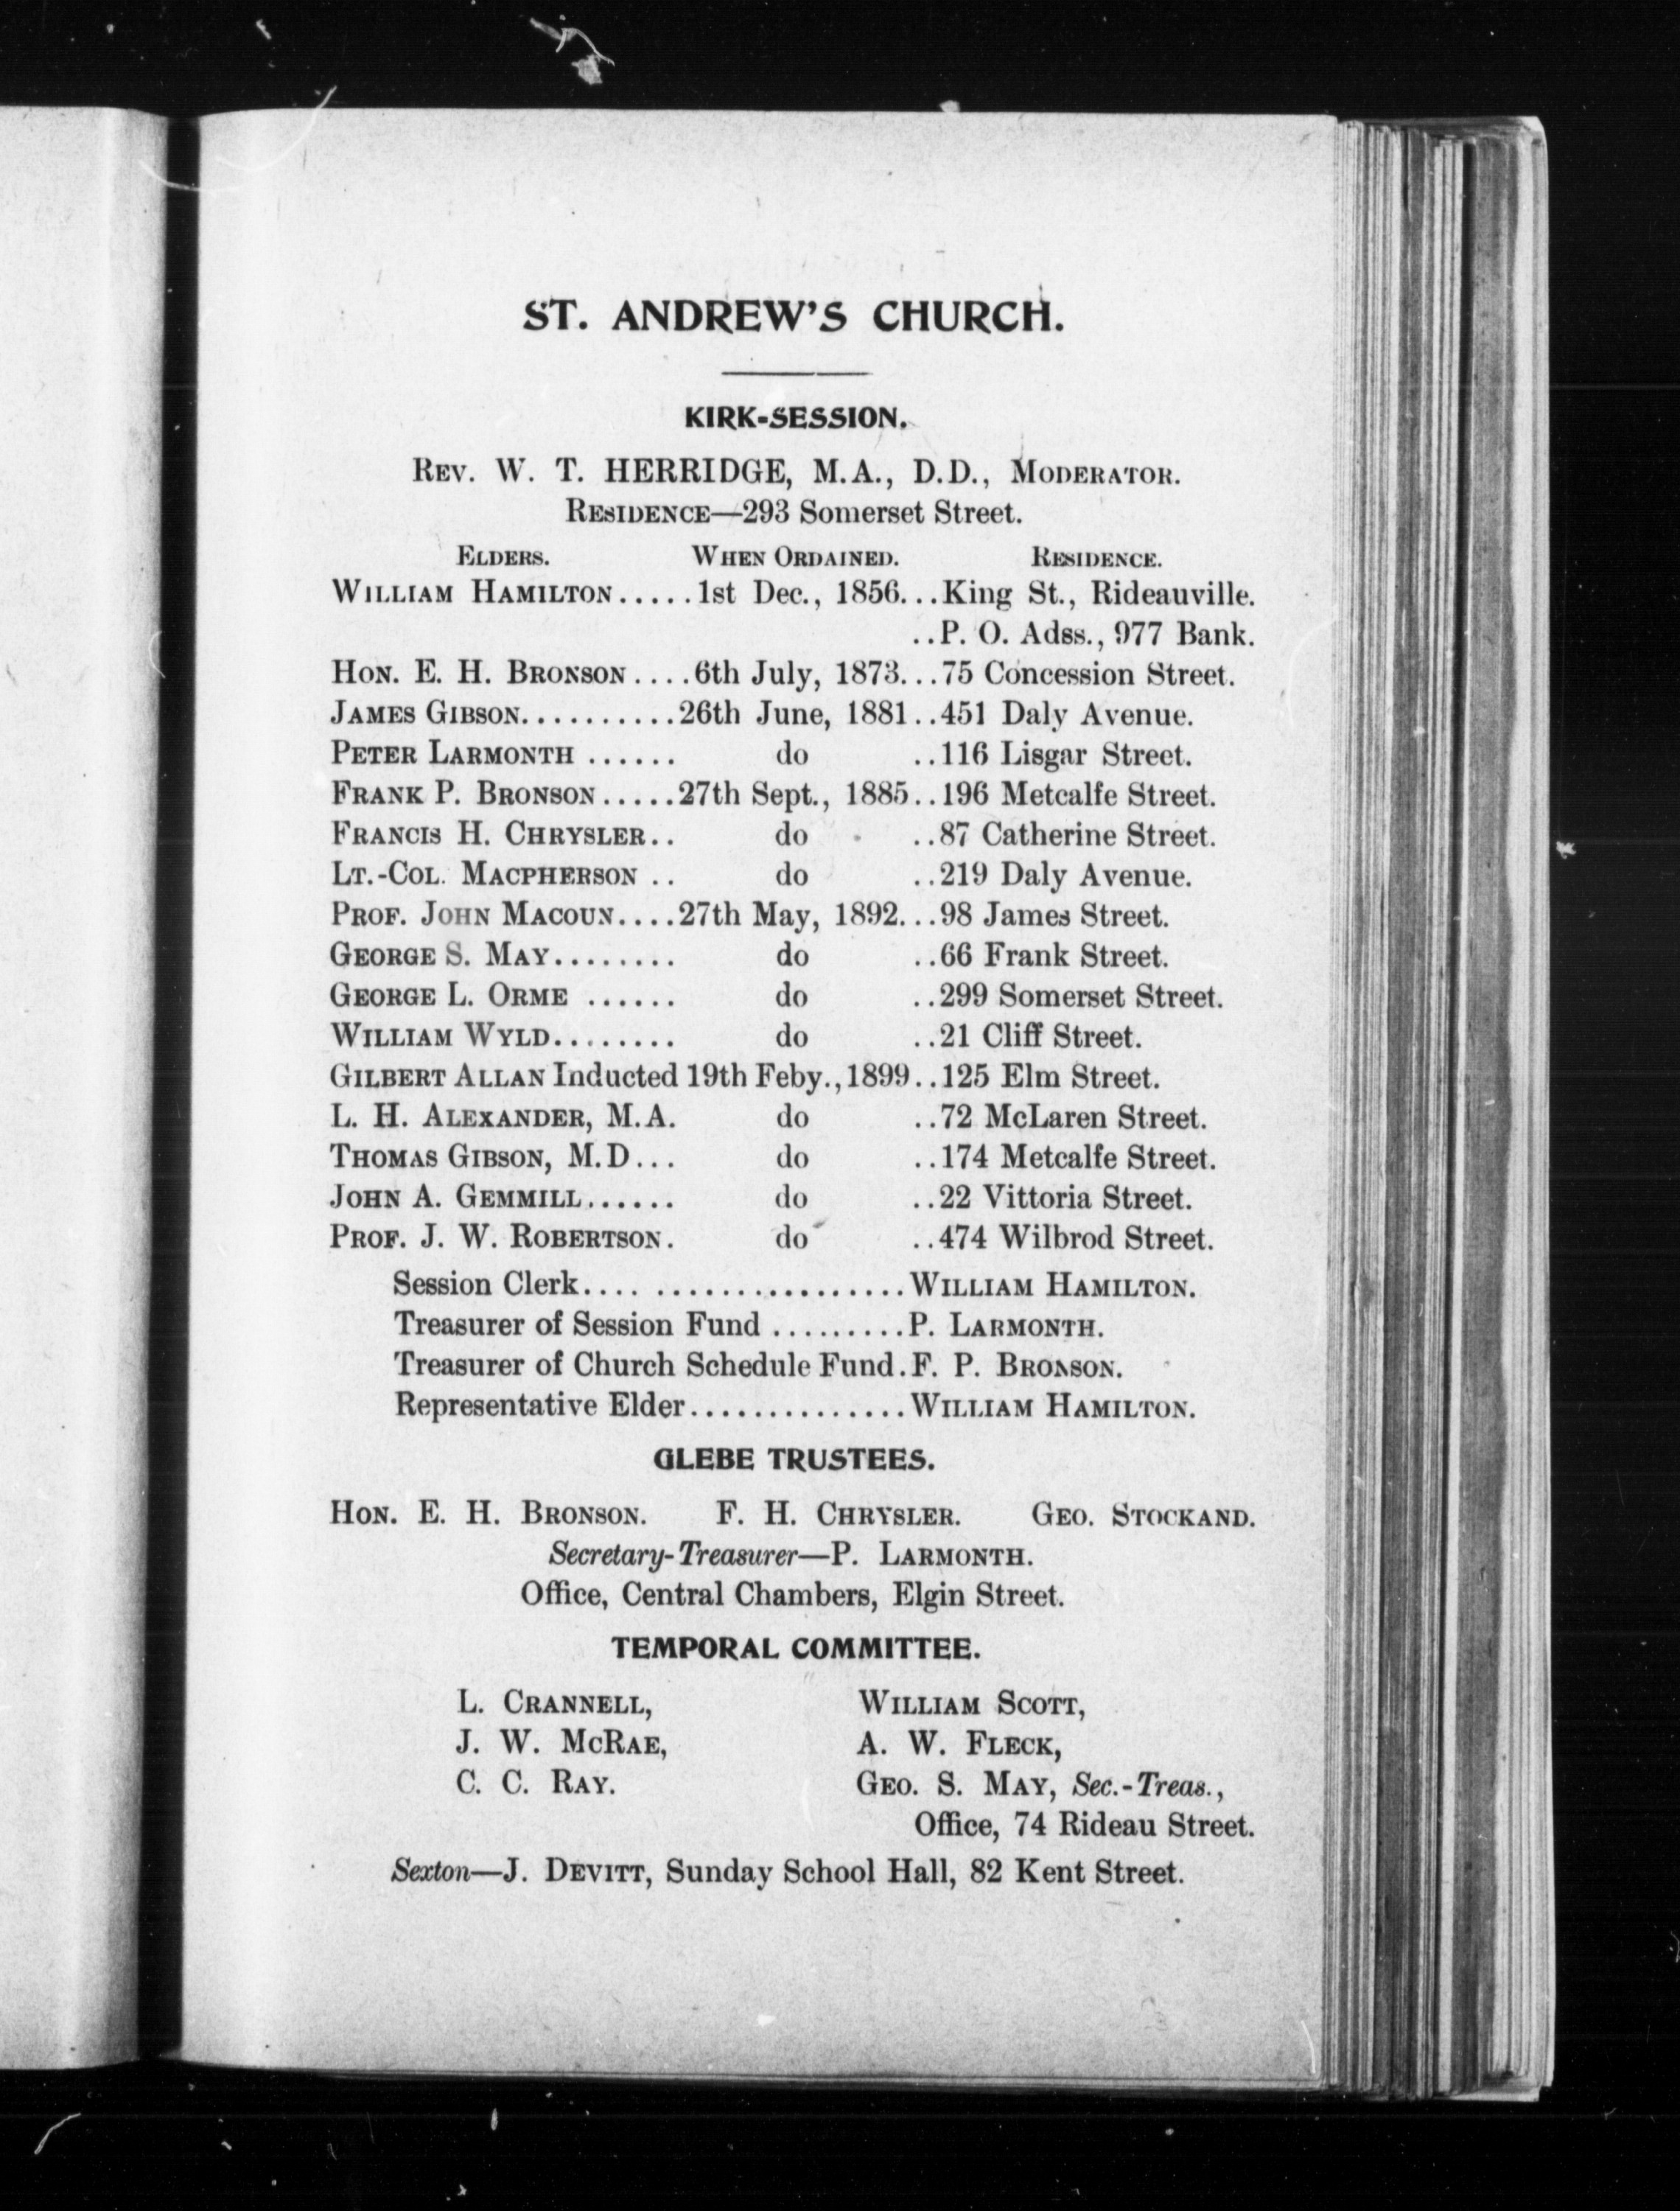 ST. ANDREW'S CHURCH.
KIRK-SESSION.
REV. W. T. HERRIDGE, M.A., D.D., MODERATOR.
RESIDENCE—293 Somerset Street.
ELDERS. WHEN ORDAINED. RESIDENCE.
WILLIAM HAMILTON.....1st Dec., 1856...King St., Rideauville.
..P. O. Adss., 977 Bank.
HON. E. H. BRONSON....6th July, 1873...75 Concession Street.
JAMES GIBSON..........26th June, 1881..451 Daly Avenue.
PETER LARMONTH ...... do ..116 Lisgar Street.
FRANK P. BRONSON.....27th Sept., 1885..196 Metcalfe Street.
FRANCIS H. CHRYSLER.. do ..87 Catherine Street.
LT.-COL. MACPHERSON .. do ..219 Daly Avenue.
PROF. JOHN MACOUN....27th May, 1892...98 James Street.
GEORGE S. MAY........ do ..66 Frank Street.
GEORGE L. ORME ...... do ..299 Somerset Street.
WILLIAM WYLD........ do ..21 Cliff Street.
GILBERT ALLAN Inducted 19th Feby., 1899..125 Elm Street.
L. H. ALEXANDER, M.A. do ..72 McLaren Street.
THOMAS GIBSON, M.D... do ..174 Metcalfe Street.
JOHN A. GEMMILL...... do ..22 Vittoria Street.
PROF. J. W. ROBERTSON. do ..474 Wilbrod Street.
Session Clerk.... ................WILLIAM HAMILTON.
Treasurer of Session Fund .........P. LARMONTH.
Treasurer of Church Schedule Fund.F. P. BRONSON.
Representative Elder..............WILLIAM HAMILTON.
GLEBE TRUSTEES.
HON. E. H. BRONSON. F. H. CHRYSLER. GEO. STOCKAND.
Secretary-Treasurer—P. LARMONTH.
Office, Central Chambers, Elgin Street.
TEMPORAL COMMITTEE.
L. CRANNELL, WILLIAM SCOTT,
J. W. MCRAE, A. W. FLECK,
C. C. RAY. GEO. S. MAY, Sec.-Treas.,
Office, 74 Rideau Street.
Sexton—J. DEVITT, Sunday School Hall, 82 Kent Street.